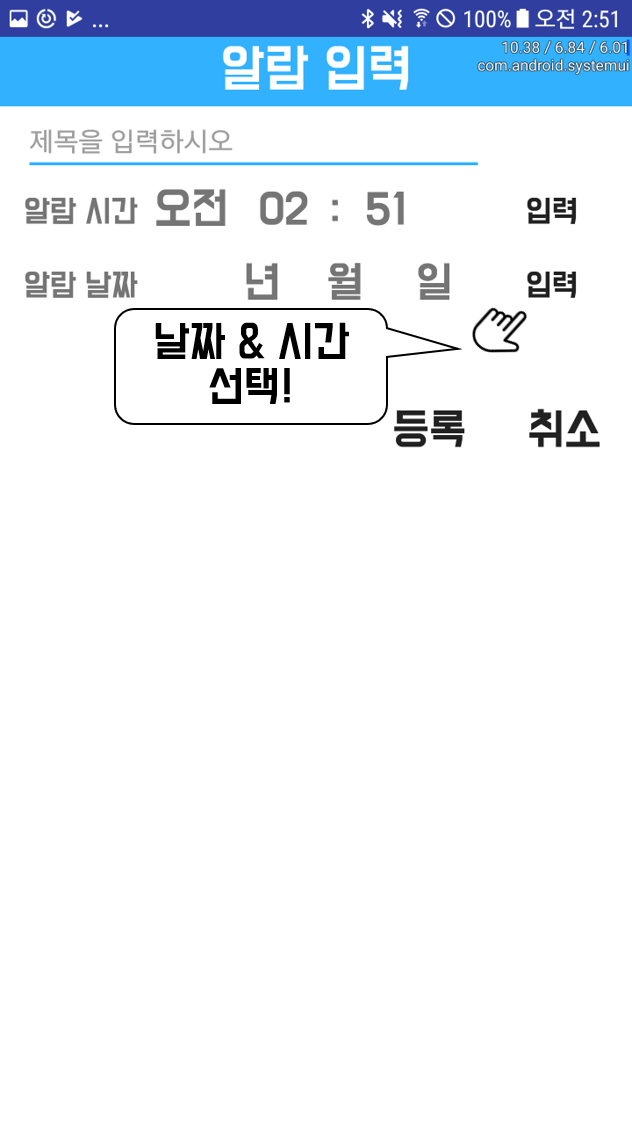 ... 100% 오전 2:51
10.38 / 6.84 / 6.01
com.android.systemui
알람 입력
제목을 입력하시오
알람 시간 오전 02 : 51 입력
알람 날짜 년 월 일 입력
날짜 & 시간
선택!
등록 취소